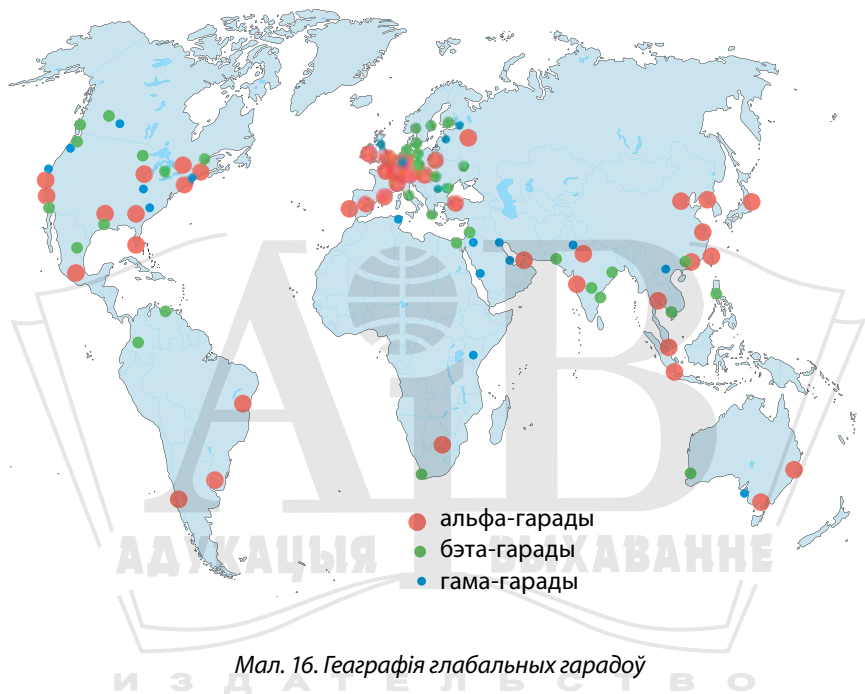 альфа-гарады
бэта-гарады
гама-гарады
АДУКАЦЫЯ ВЫХАВАННЕ
Мал. 16. Геаграфія глабальных гарадоў
ИЗДАТЕЛЬСТВО